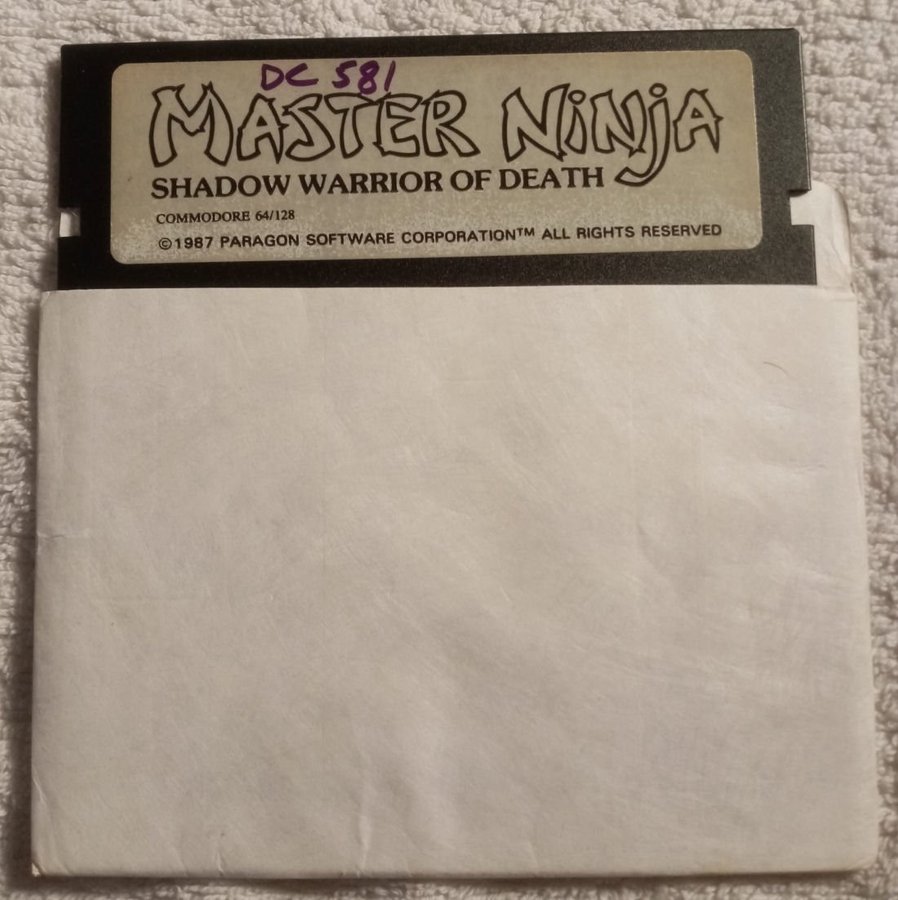 DC 581
MASTER NiNjA
SHADOW WARRIOR OF DEATH
COMMODORE 64/128
©1987 PARAGON SOFTWARE CORPORATION™ ALL RIGHTS RESERVED